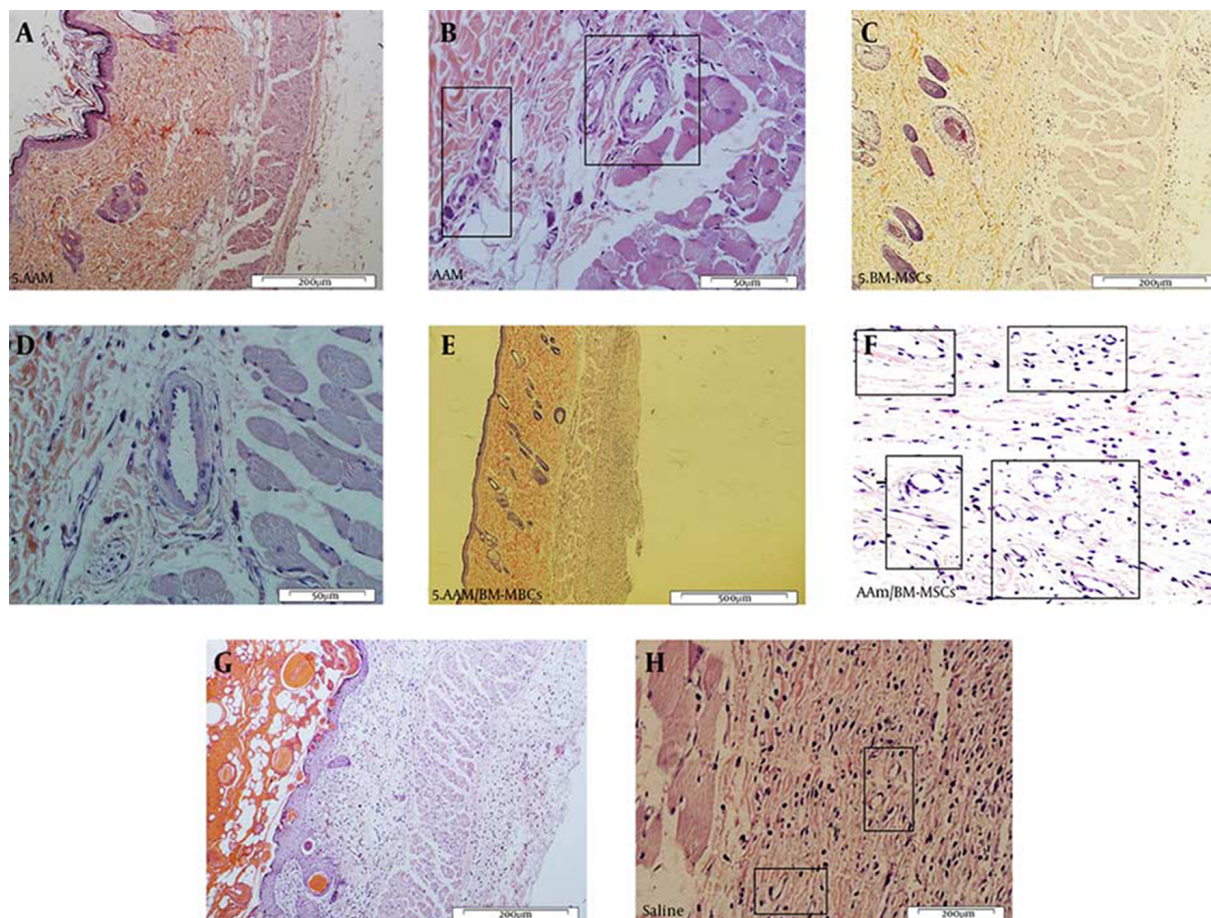 A
5.AAM
200µm
B
AAM
50µm
C
5.BM-MSCs
200µm
D
50µm
E
5.AAM/BM-MBCs
500µm
F
AAm/BM-MSCs
G
200µm
H
Saline
200µm